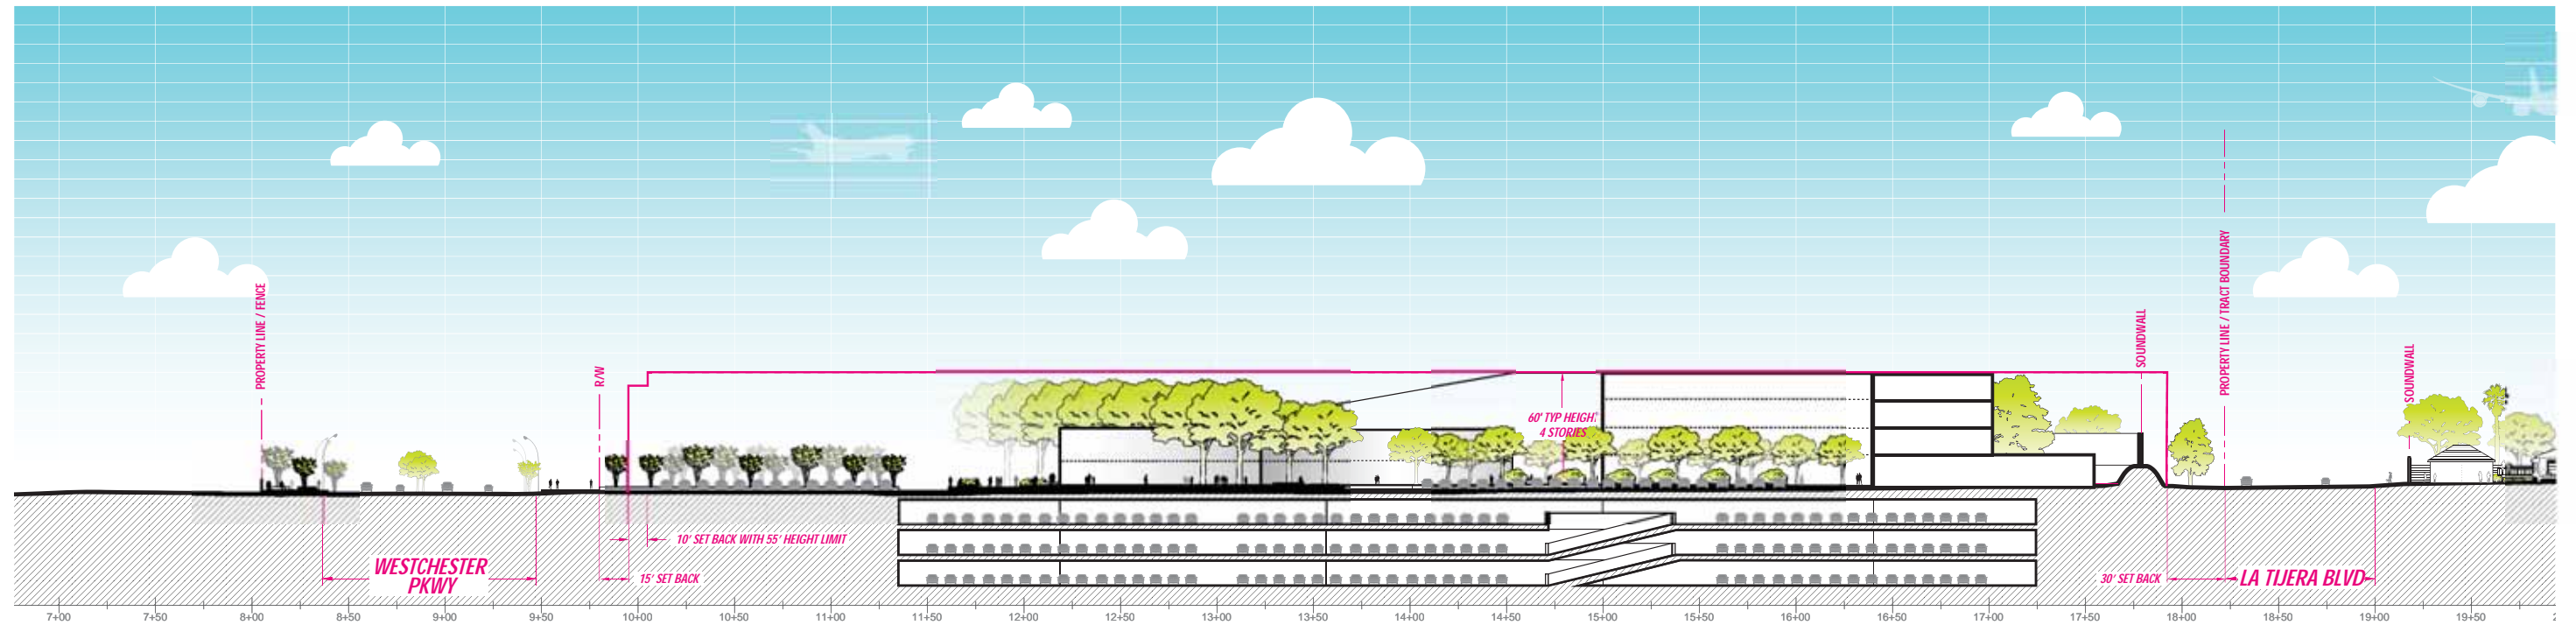 PROPERTY LINE / FENCE
R/W
SOUNDWALL
PROPERTY LINE / TRACT BOUNDARY
SOUNDWALL
60' TYP HEIGHT
4 STORIES
10' SET BACK WITH 55' HEIGHT LIMIT
WESTCHESTER
PKWY
15' SET BACK
30' SET BACK
LA TIJERA BLVD
7+00 7+50 8+00 8+50 9+00 9+50 10+00 10+50 11+00 11+50 12+00 12+50 13+00 13+50 14+00 14+50 15+00 15+50 16+00 16+50 17+00 17+50 18+00 18+50 19+00 19+50 2